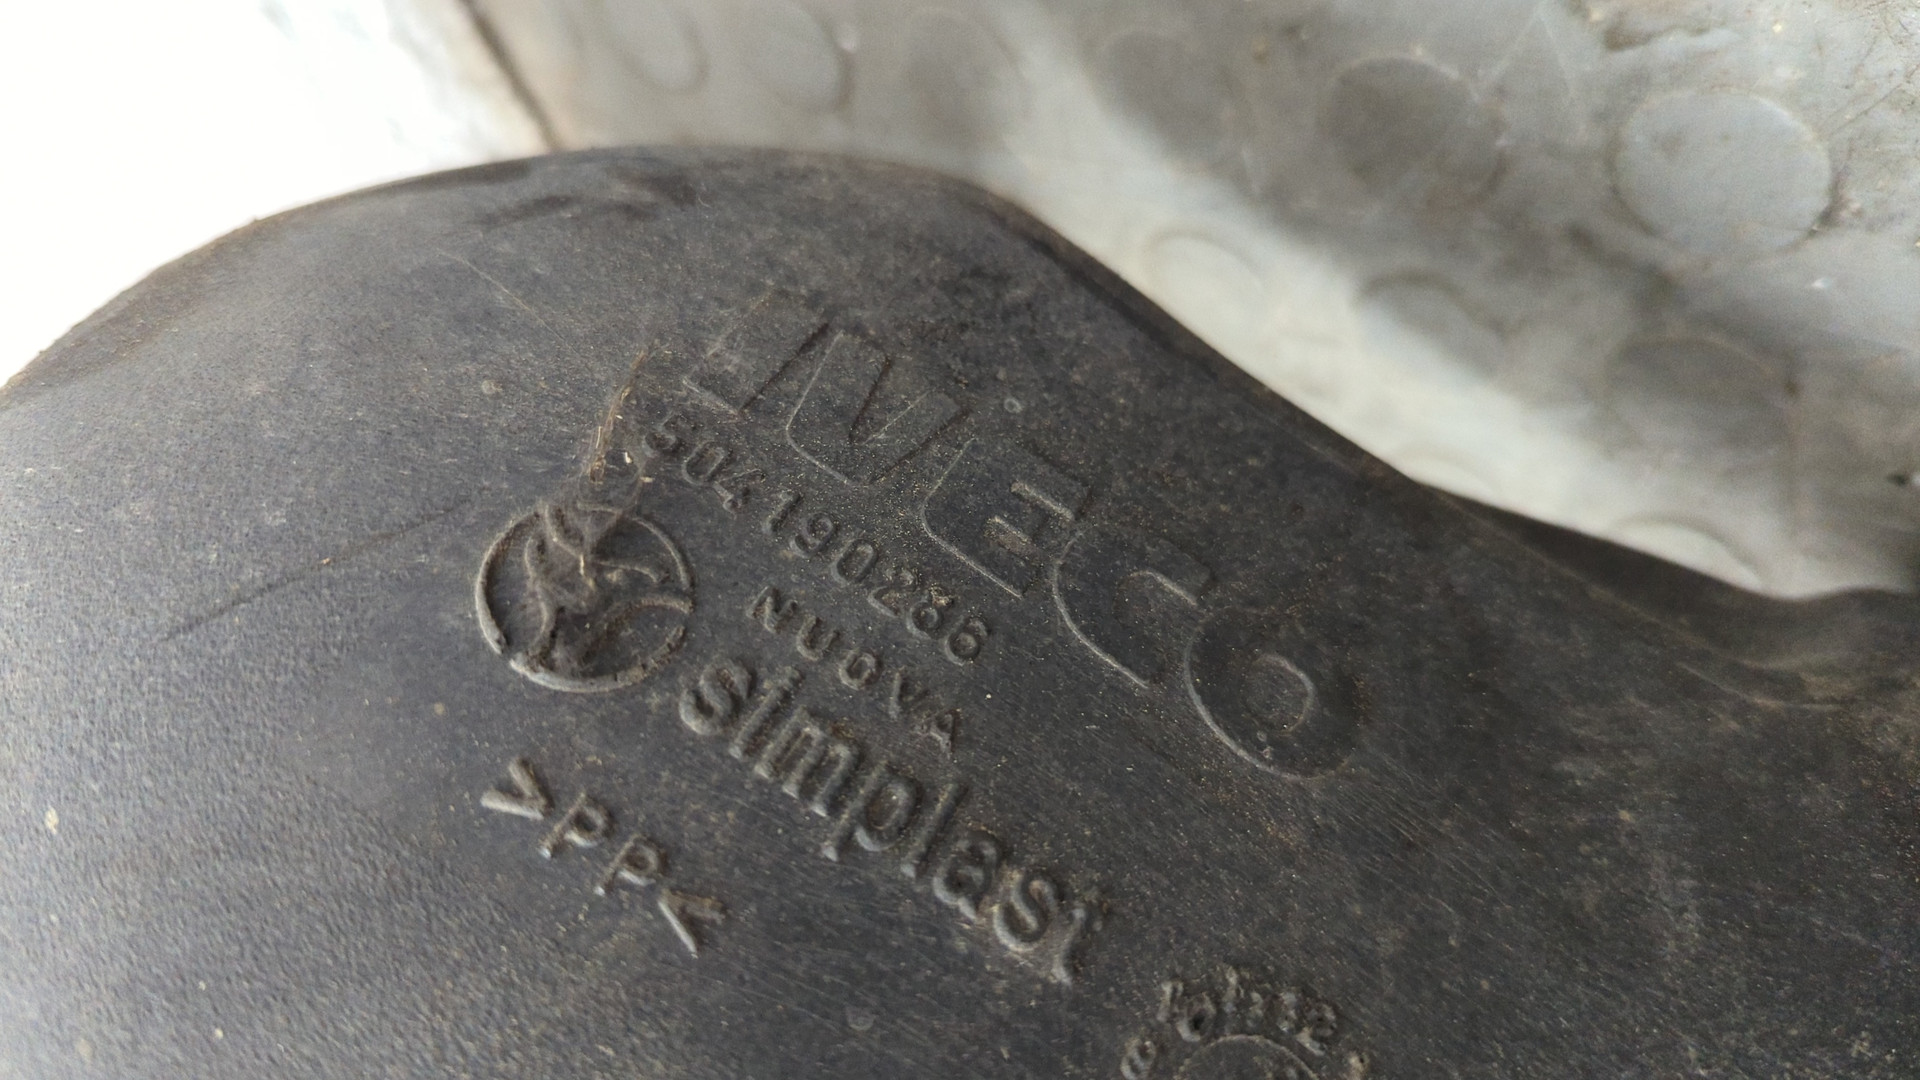 IVECO
504190286
NUOVA
simplast
>PP<